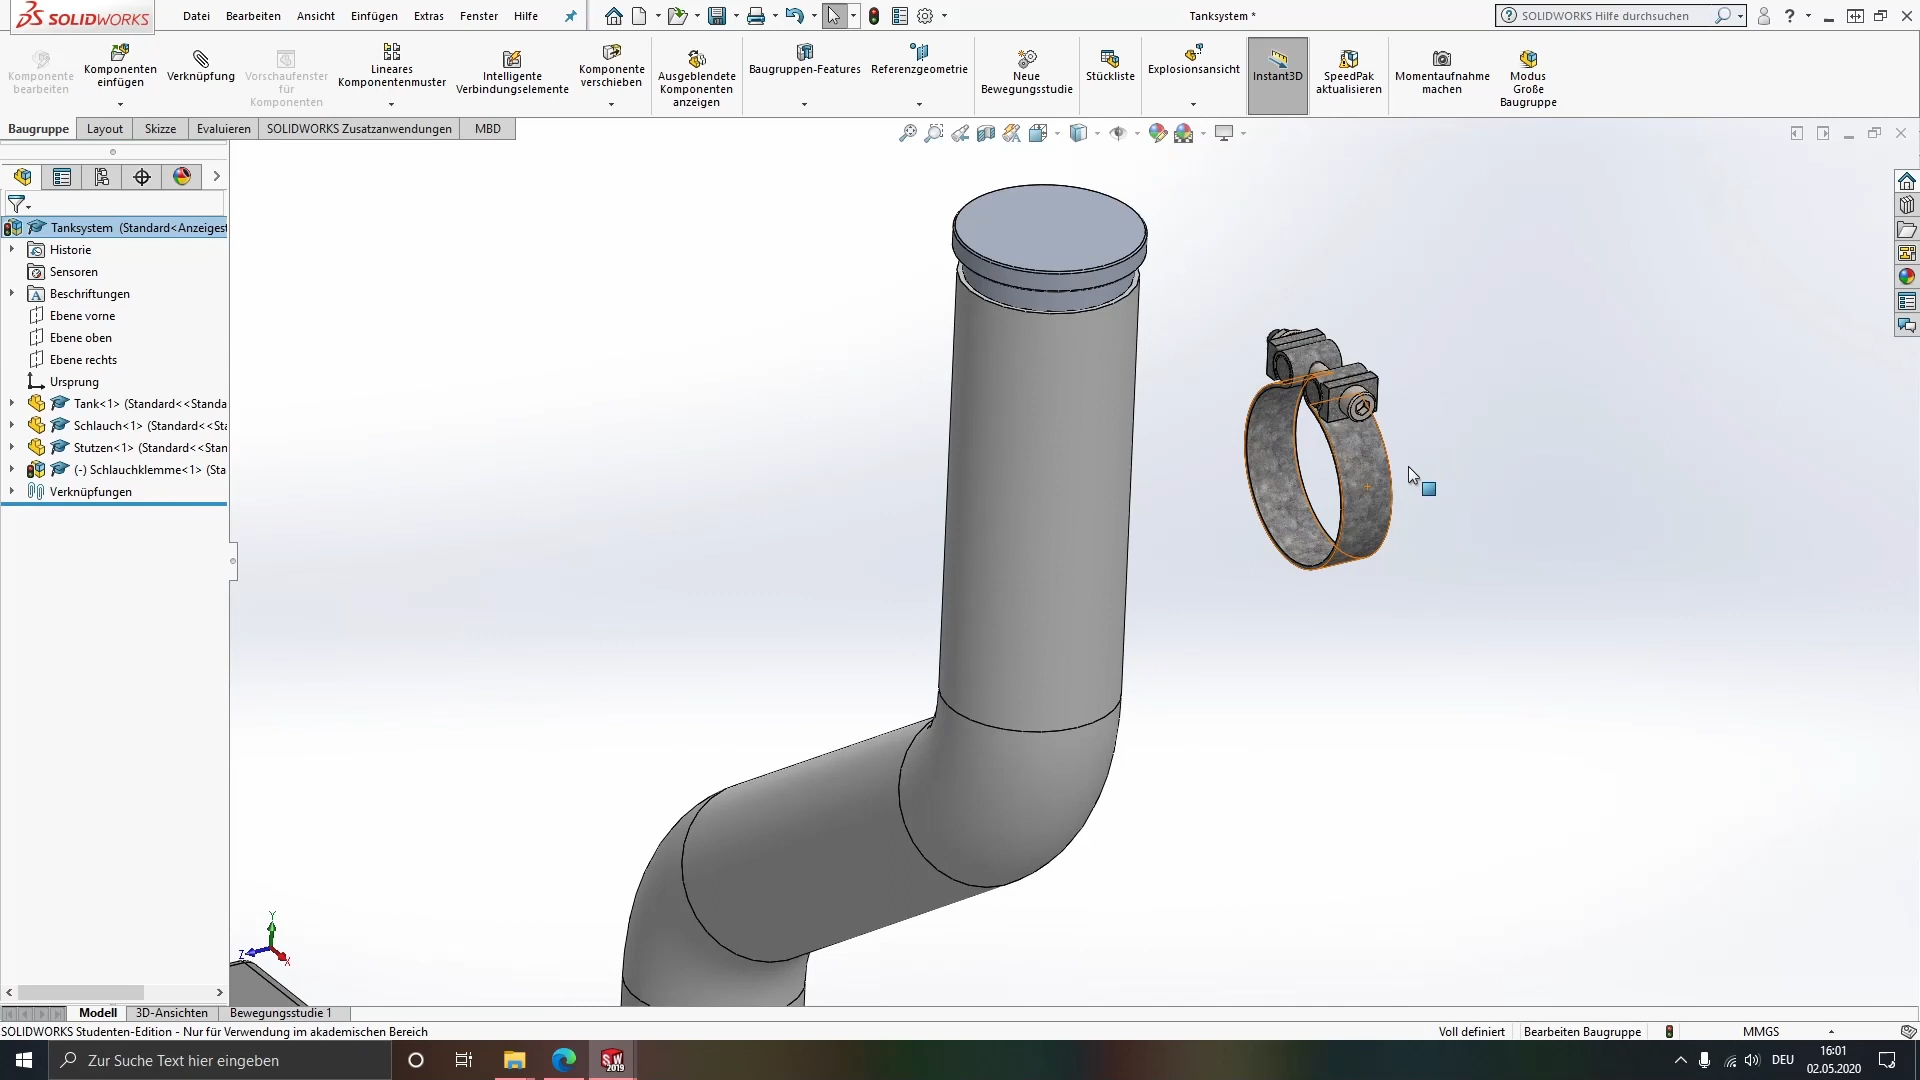 SOLIDWORKS
Datei Bearbeiten Ansicht Einfügen Extras Fenster Hilfe
Tanksystem *
SOLIDWORKS Hilfe durchsuchen
Komponente bearbeiten
Komponenten einfügen
Verknüpfung
Vorschaufenster für Komponenten
Lineares Komponentenmuster
Intelligente Verbindungselemente
Komponente verschieben
Ausgeblendete Komponenten anzeigen
Baugruppen-Features
Referenzgeometrie
Neue Bewegungsstudie
Stückliste
Explosionsansicht
Instant3D
SpeedPak aktualisieren
Momentaufnahme machen
Modus Große Baugruppe
Baugruppe Layout Skizze Evaluieren SOLIDWORKS Zusatzanwendungen MBD
Tanksystem (Standard<Anzeigest
Historie
Sensoren
Beschriftungen
Ebene vorne
Ebene oben
Ebene rechts
Ursprung
Tank<1> (Standard<<Standa
Schlauch<1> (Standard<<Sta
Stutzen<1> (Standard<<Stan
(-) Schlauchklemme<1> (Sta
Verknüpfungen
Y
Z
X
Modell 3D-Ansichten Bewegungsstudie 1
SOLIDWORKS Studenten-Edition - Nur für Verwendung im akademischen Bereich
Voll definiert Bearbeiten Baugruppe MMGS
Zur Suche Text hier eingeben
SW 2019
DEU
16:01
02.05.2020